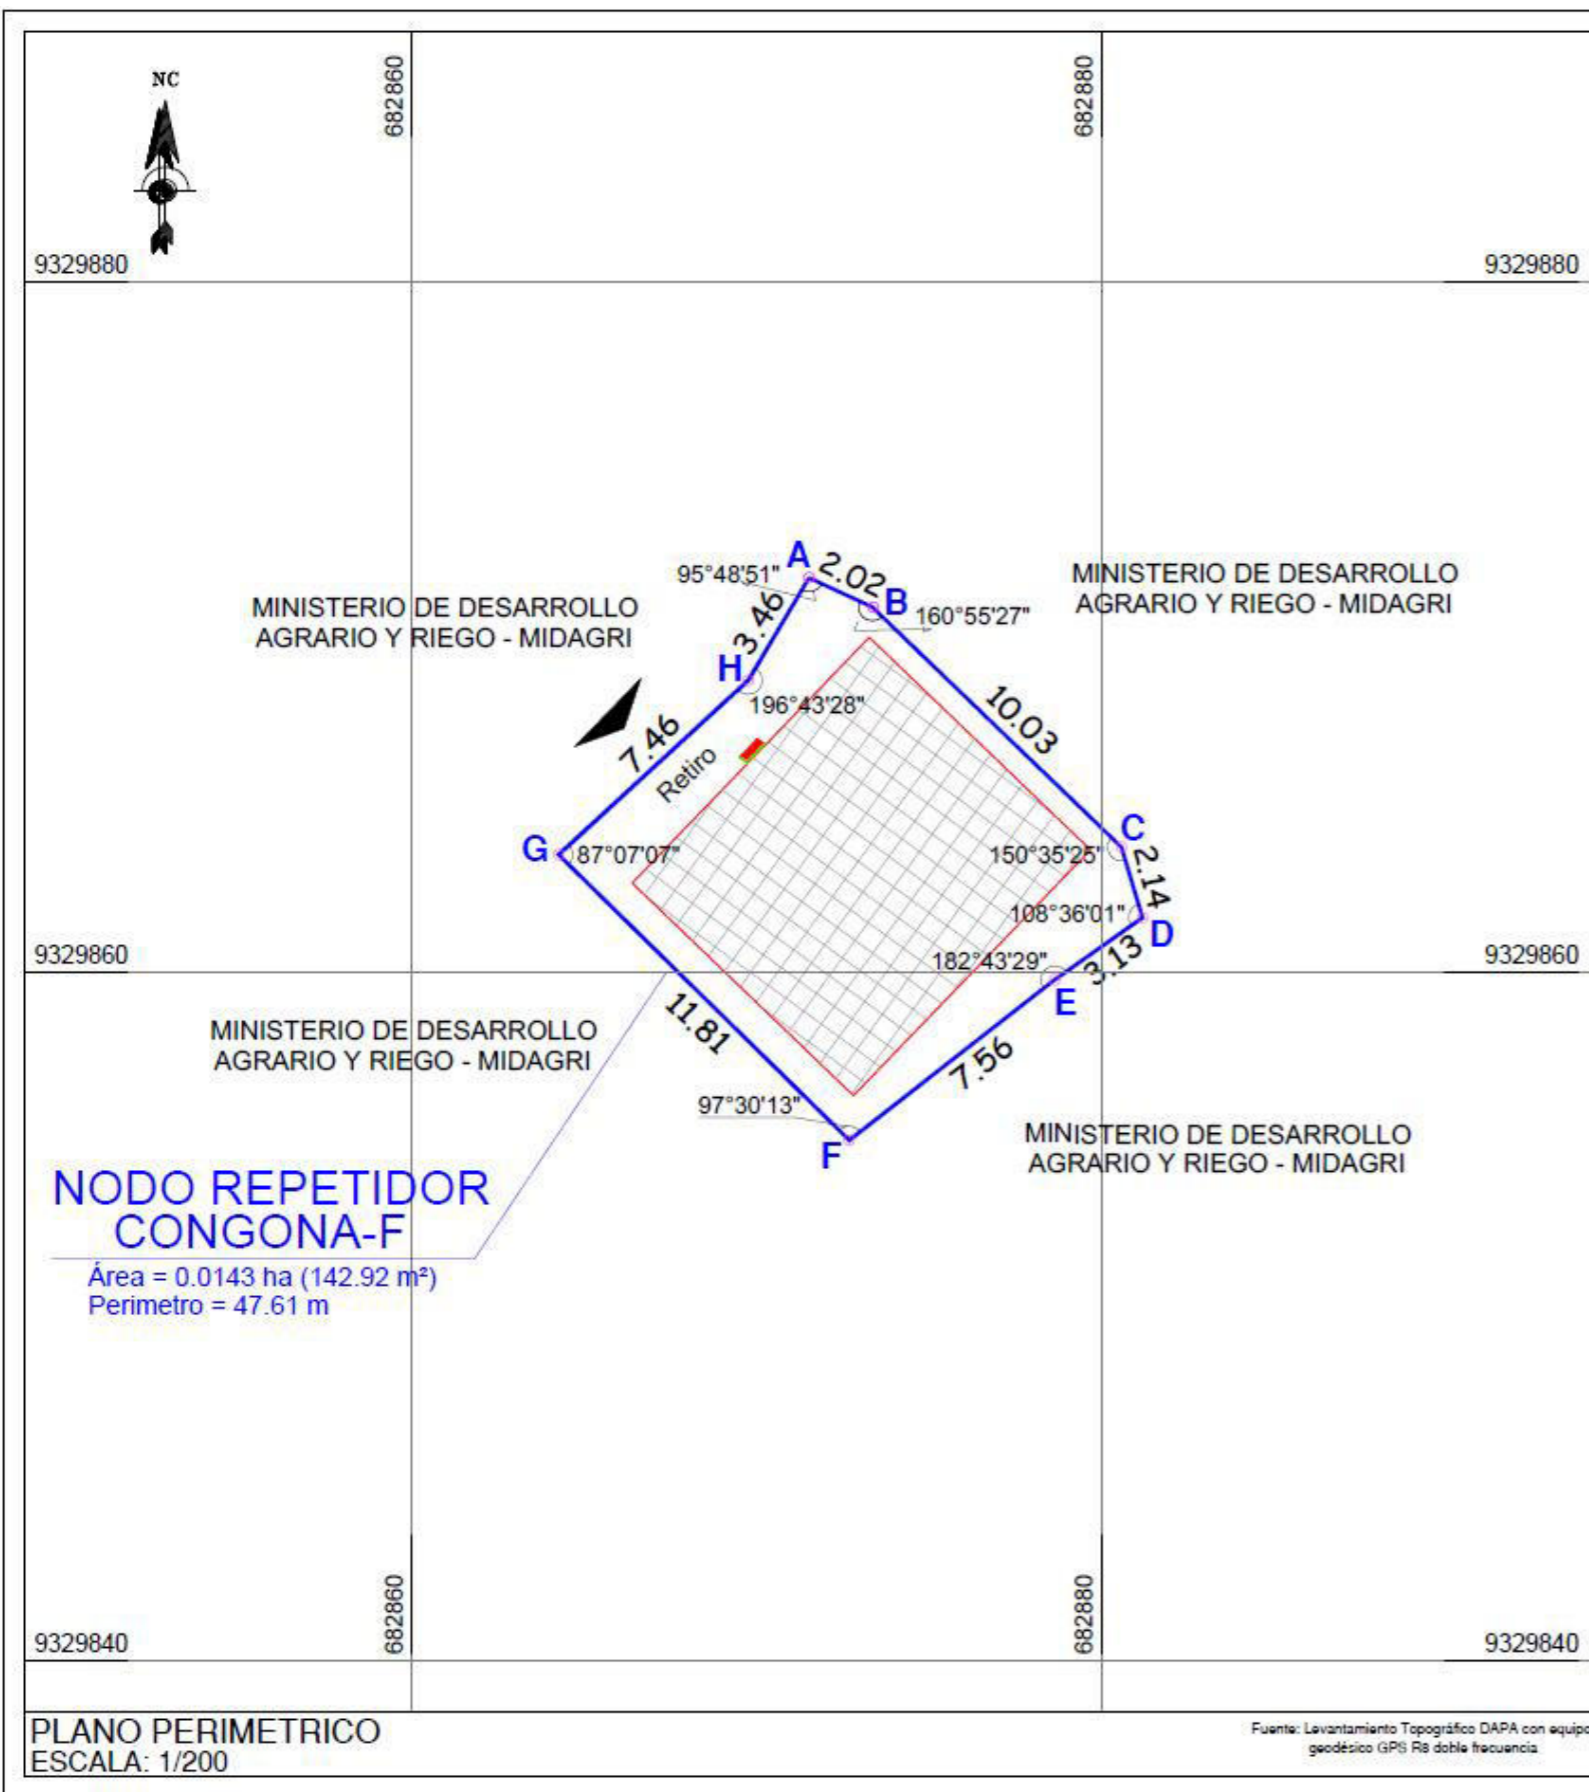 NC
682860
682880
9329880
9329880
A
2.02
95°48'51"
B
160°55'27"
3.46
H
196°43'28"
MINISTERIO DE DESARROLLO
AGRARIO Y RIEGO - MIDAGRI
MINISTERIO DE DESARROLLO
AGRARIO Y RIEGO - MIDAGRI
10.03
7.46
Retiro
G
87°07'07"
C
150°35'25"
2.14
108°36'01"
D
9329860
182°43'29"
3.13
9329860
E
MINISTERIO DE DESARROLLO
AGRARIO Y RIEGO - MIDAGRI
11.81
7.56
97°30'13"
F
MINISTERIO DE DESARROLLO
AGRARIO Y RIEGO - MIDAGRI
NODO REPETIDOR
CONGONA-F
Área = 0.0143 ha (142.92 m²)
Perimetro = 47.61 m
682860
682880
9329840
9329840
PLANO PERIMETRICO
ESCALA: 1/200
Fuente: Levantamiento Topográfico DAPA con equipo
geodésico GPS R8 doble frecuencia